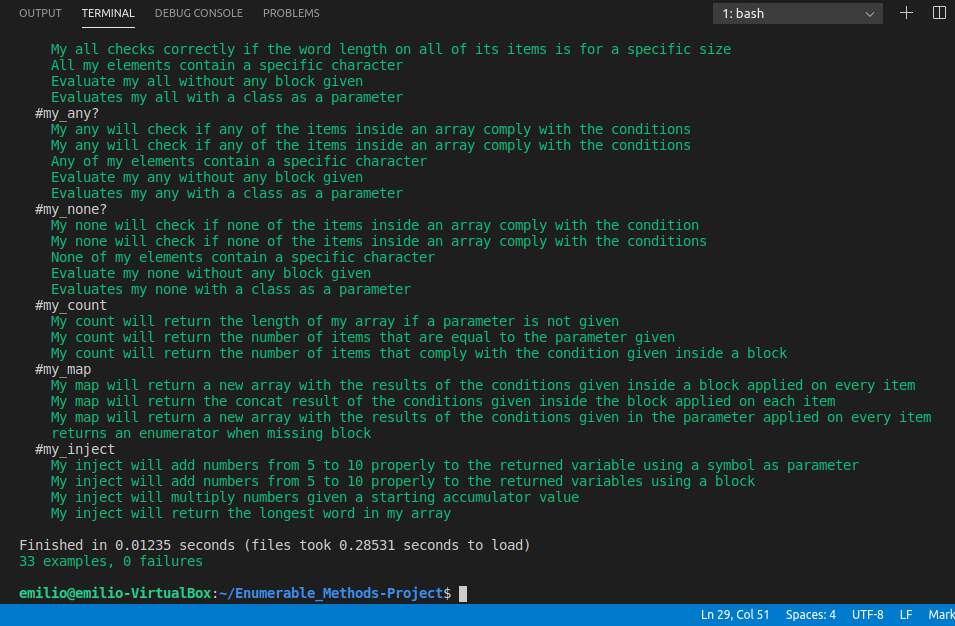 OUTPUT TERMINAL DEBUG CONSOLE PROBLEMS 1: bash
My all checks correctly if the word length on all of its items is for a specific size
All my elements contain a specific character
Evaluate my all without any block given
Evaluates my all with a class as a parameter
#my_any?
My any will check if any of the items inside an array comply with the conditions
My any will check if any of the items inside an array comply with the conditions
Any of my elements contain a specific character
Evaluate my any without any block given
Evaluates my any with a class as a parameter
#my_none?
My none will check if none of the items inside an array comply with the condition
My none will check if none of the items inside an array comply with the conditions
None of my elements contain a specific character
Evaluate my none without any block given
Evaluates my none with a class as a parameter
#my_count
My count will return the length of my array if a parameter is not given
My count will return the number of items that are equal to the parameter given
My count will return the number of items that comply with the condition given inside a block
#my_map
My map will return a new array with the results of the conditions given inside a block applied on every item
My map will return the concat result of the conditions given inside the block applied on each item
My map will return a new array with the results of the conditions given in the parameter applied on every item
returns an enumerator when missing block
#my_inject
My inject will add numbers from 5 to 10 properly to the returned variable using a symbol as parameter
My inject will add numbers from 5 to 10 properly to the returned variables using a block
My inject will multiply numbers given a starting accumulator value
My inject will return the longest word in my array
Finished in 0.01235 seconds (files took 0.28531 seconds to load)
33 examples, 0 failures
emilio@emilio-VirtualBox:~/Enumerable_Methods-Project$
Ln 29, Col 51 Spaces: 4 UTF-8 LF Mark